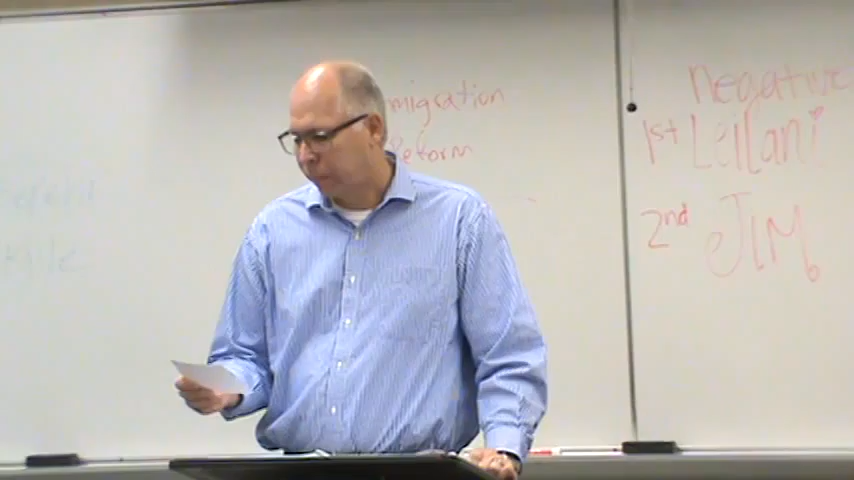 migration
Reform
negative
1st Leilani
2nd JIM